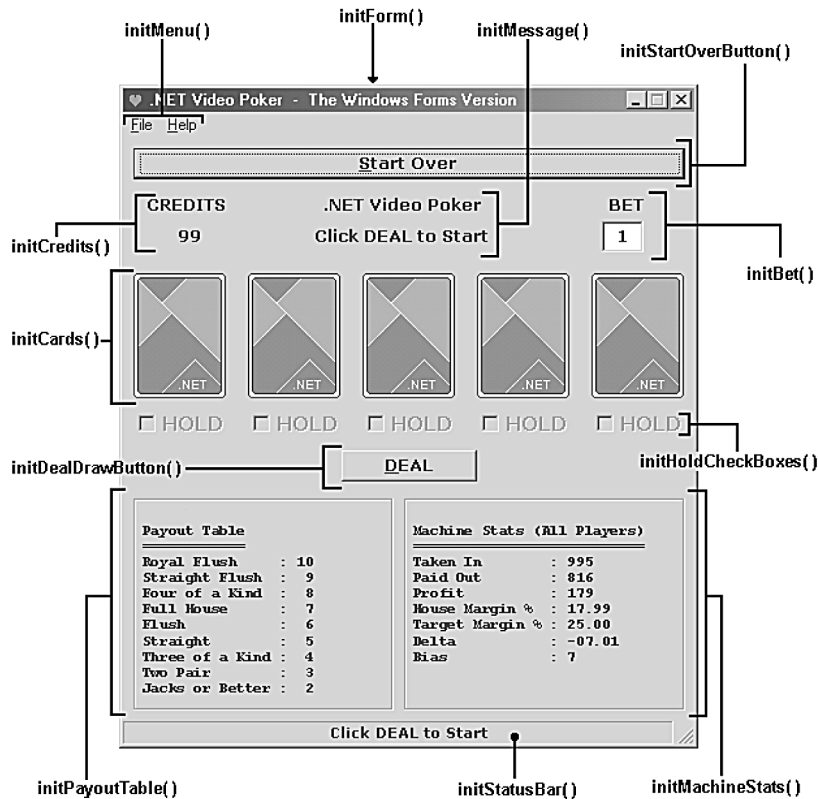 initMenu()
initForm()
initMessage()
initStartOverButton()
.NET Video Poker - The Windows Forms Version
File Help
Start Over
CREDITS .NET Video Poker BET
99 Click DEAL to Start 1
initCredits()
initBet()
initCards()
.NET .NET .NET .NET .NET
HOLD HOLD HOLD HOLD HOLD
initDealDrawButton()
DEAL
initHoldCheckBoxes()
Payout Table
Royal Flush : 10
Straight Flush : 9
Four of a Kind : 8
Full House : 7
Flush : 6
Straight : 5
Three of a Kind : 4
Two Pair : 3
Jacks or Better : 2
Machine Stats (All Players)
Taken In : 995
Paid Out : 816
Profit : 179
House Margin % : 17.99
Target Margin % : 25.00
Delta : -07.01
Bias : 7
Click DEAL to Start
initPayoutTable()
initStatusBar()
initMachineStats()